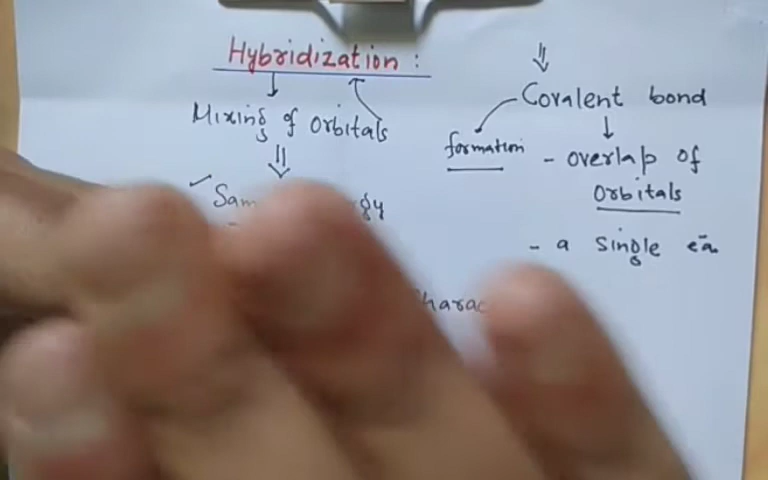 Hybridization :
Mixing of orbitals
Covalent bond
formation
- overlap of
orbitals
- a single